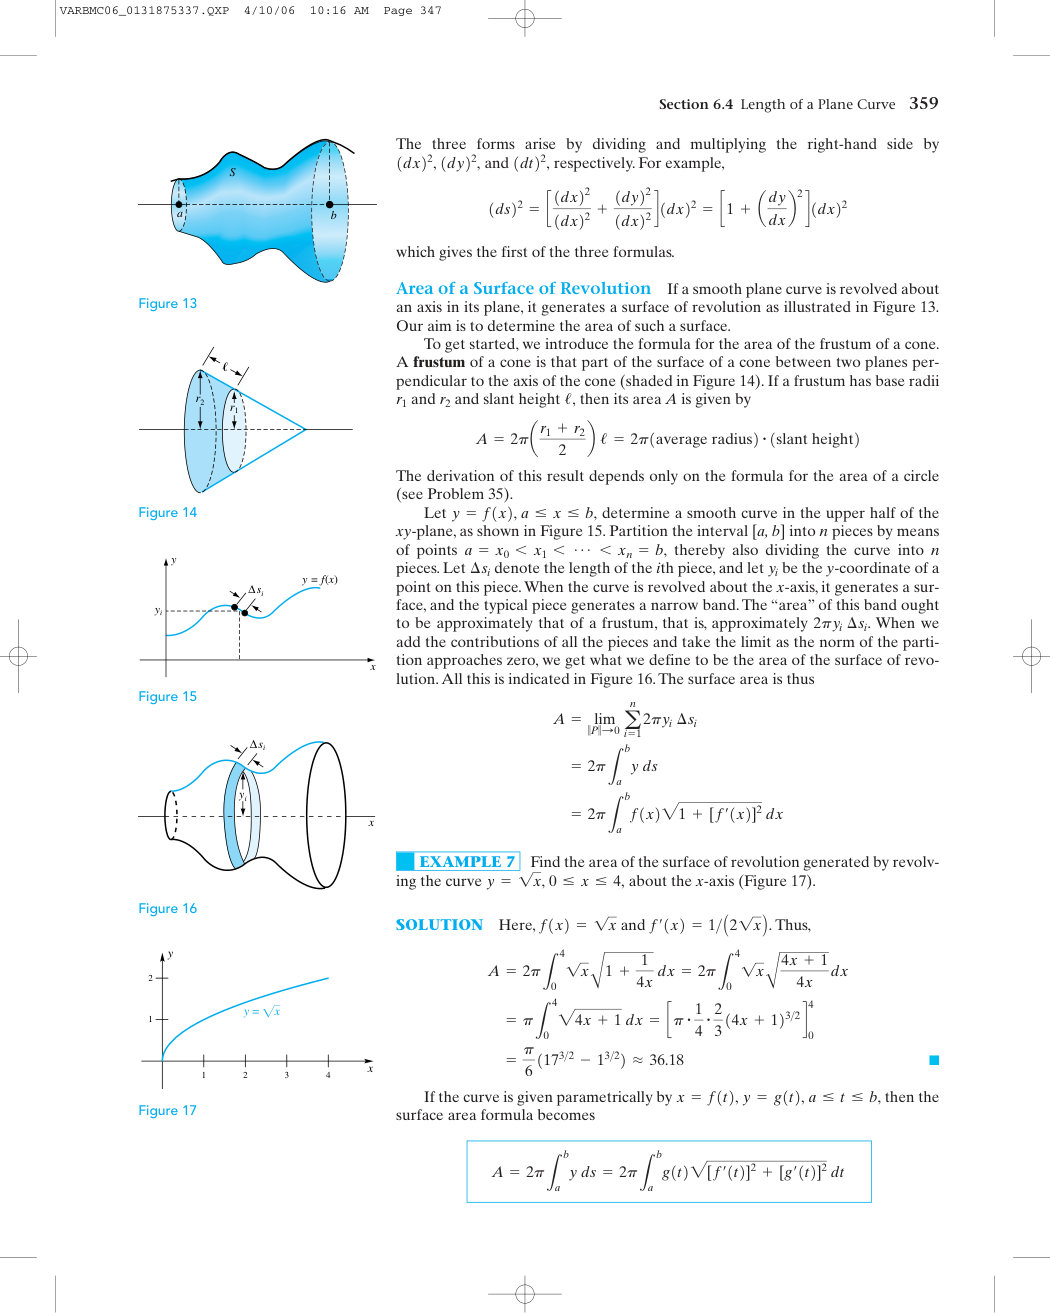 VARBMC06_0131875337.QXP 4/10/06 10:16 AM Page 347
Section 6.4 Length of a Plane Curve 359
The three forms arise by dividing and multiplying the right-hand side by
(dx)², (dy)², and (dt)², respectively. For example,
(ds)² = [(dx)²/(dx)² + (dy)²/(dx)²](dx)² = [1 + (dy/dx)²](dx)²
which gives the first of the three formulas.
Area of a Surface of Revolution If a smooth plane curve is revolved about
an axis in its plane, it generates a surface of revolution as illustrated in Figure 13.
Our aim is to determine the area of such a surface.
To get started, we introduce the formula for the area of the frustum of a cone.
A frustum of a cone is that part of the surface of a cone between two planes per-
pendicular to the axis of the cone (shaded in Figure 14). If a frustum has base radii
r₁ and r₂ and slant height ℓ, then its area A is given by
A = 2π((r₁ + r₂)/2) ℓ = 2π(average radius) · (slant height)
The derivation of this result depends only on the formula for the area of a circle
(see Problem 35).
Let y = f(x), a ≤ x ≤ b, determine a smooth curve in the upper half of the
xy-plane, as shown in Figure 15. Partition the interval [a, b] into n pieces by means
of points a = x₀ < x₁ < ··· < xₙ = b, thereby also dividing the curve into n
pieces. Let Δsᵢ denote the length of the ith piece, and let yᵢ be the y-coordinate of a
point on this piece. When the curve is revolved about the x-axis, it generates a sur-
face, and the typical piece generates a narrow band. The “area” of this band ought
to be approximately that of a frustum, that is, approximately 2πyᵢ Δsᵢ. When we
add the contributions of all the pieces and take the limit as the norm of the parti-
tion approaches zero, we get what we define to be the area of the surface of revo-
lution. All this is indicated in Figure 16. The surface area is thus
A = lim_{‖P‖→0} ∑_{i=1}^{n} 2πyᵢ Δsᵢ
= 2π ∫_a^b y ds
= 2π ∫_a^b f(x)√(1 + [f′(x)]²) dx
EXAMPLE 7 Find the area of the surface of revolution generated by revolv-
ing the curve y = √x, 0 ≤ x ≤ 4, about the x-axis (Figure 17).
SOLUTION Here, f(x) = √x and f′(x) = 1/(2√x). Thus,
A = 2π ∫_0^4 √x √(1 + 1/(4x)) dx = 2π ∫_0^4 √x √((4x + 1)/(4x)) dx
= π ∫_0^4 √(4x + 1) dx = [π · 1/4 · 2/3 (4x + 1)^{3/2}]_0^4
= π/6 (17^{3/2} − 1^{3/2}) ≈ 36.18
If the curve is given parametrically by x = f(t), y = g(t), a ≤ t ≤ b, then the
surface area formula becomes
A = 2π ∫_a^b y ds = 2π ∫_a^b g(t)√([f′(t)]² + [g′(t)]²) dt
S
a
b
Figure 13
ℓ
r₂
r₁
Figure 14
y
y = f(x)
Δsᵢ
yᵢ
x
Figure 15
Δsᵢ
yᵢ
x
Figure 16
y
2
1
y = √x
1 2 3 4 x
Figure 17